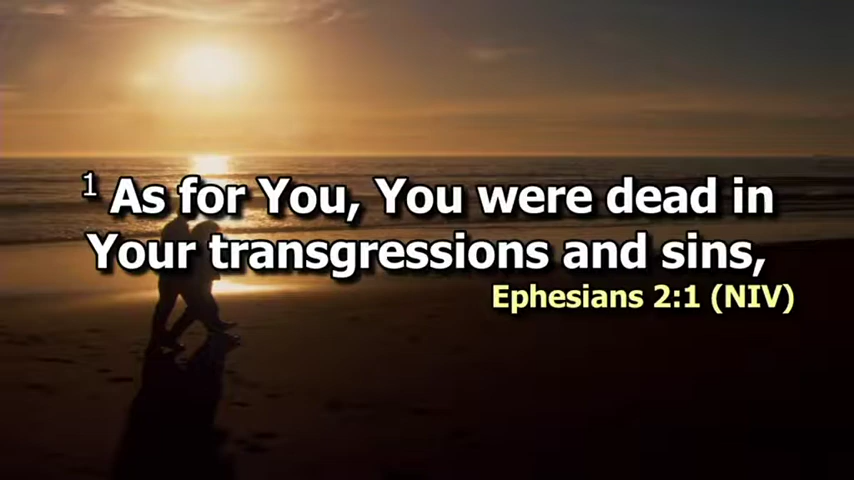 1 As for You, You were dead in
Your transgressions and sins,
Ephesians 2:1 (NIV)